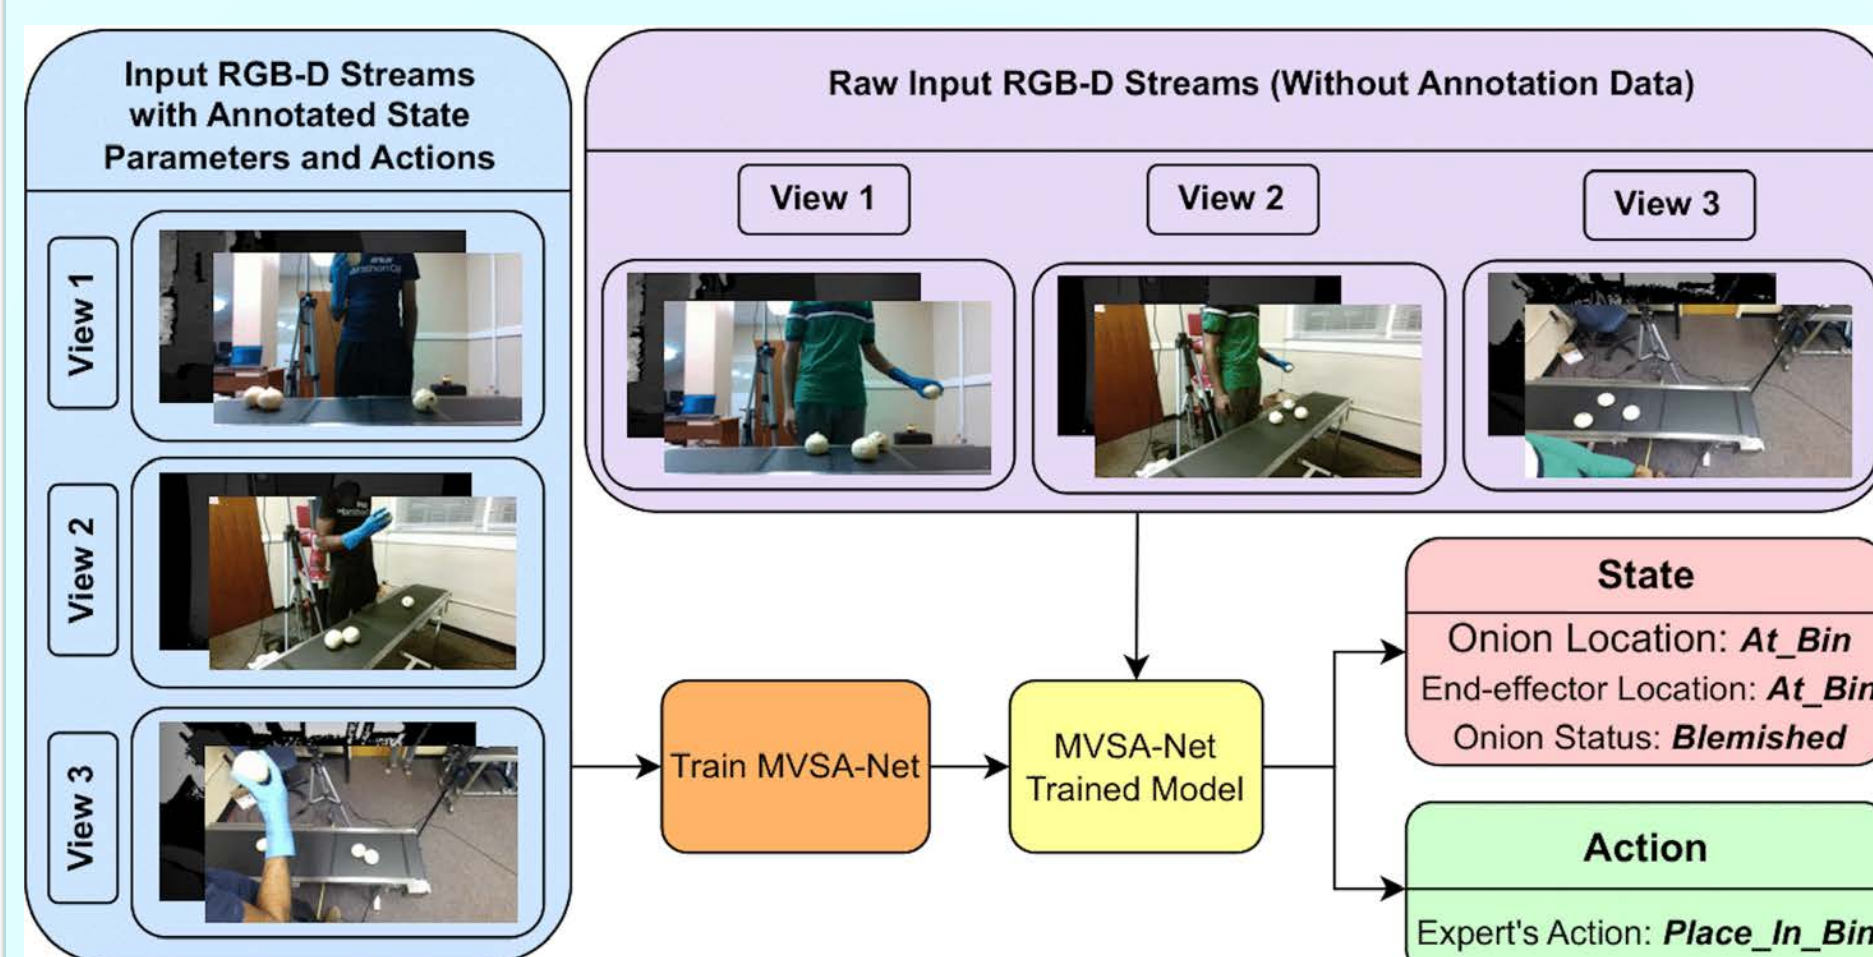 Input RGB-D Streams
with Annotated State
Parameters and Actions
View 1
View 2
View 3
Raw Input RGB-D Streams (Without Annotation Data)
View 1
View 2
View 3
Train MVSA-Net
MVSA-Net
Trained Model
State
Onion Location: At_Bin
End-effector Location: At_Bin
Onion Status: Blemished
Action
Expert's Action: Place_In_Bin